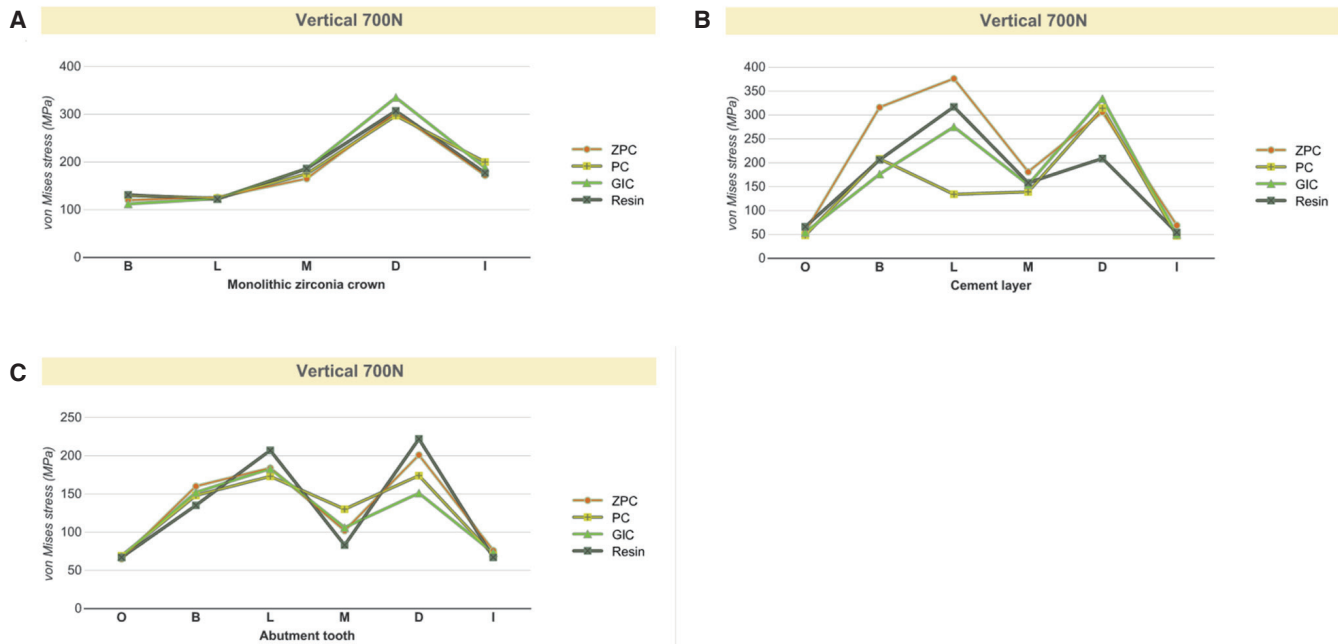 A
Vertical 700N
von Mises stress (MPa)
400
300
200
100
0
B L M D I
Monolithic zirconia crown
ZPC
PC
GIC
Resin
B
Vertical 700N
von Mises stress (MPa)
400
350
300
250
200
150
100
50
0
O B L M D I
Cement layer
ZPC
PC
GIC
Resin
C
Vertical 700N
von Mises stress (MPa)
250
200
150
100
50
0
O B L M D I
Abutment tooth
ZPC
PC
GIC
Resin